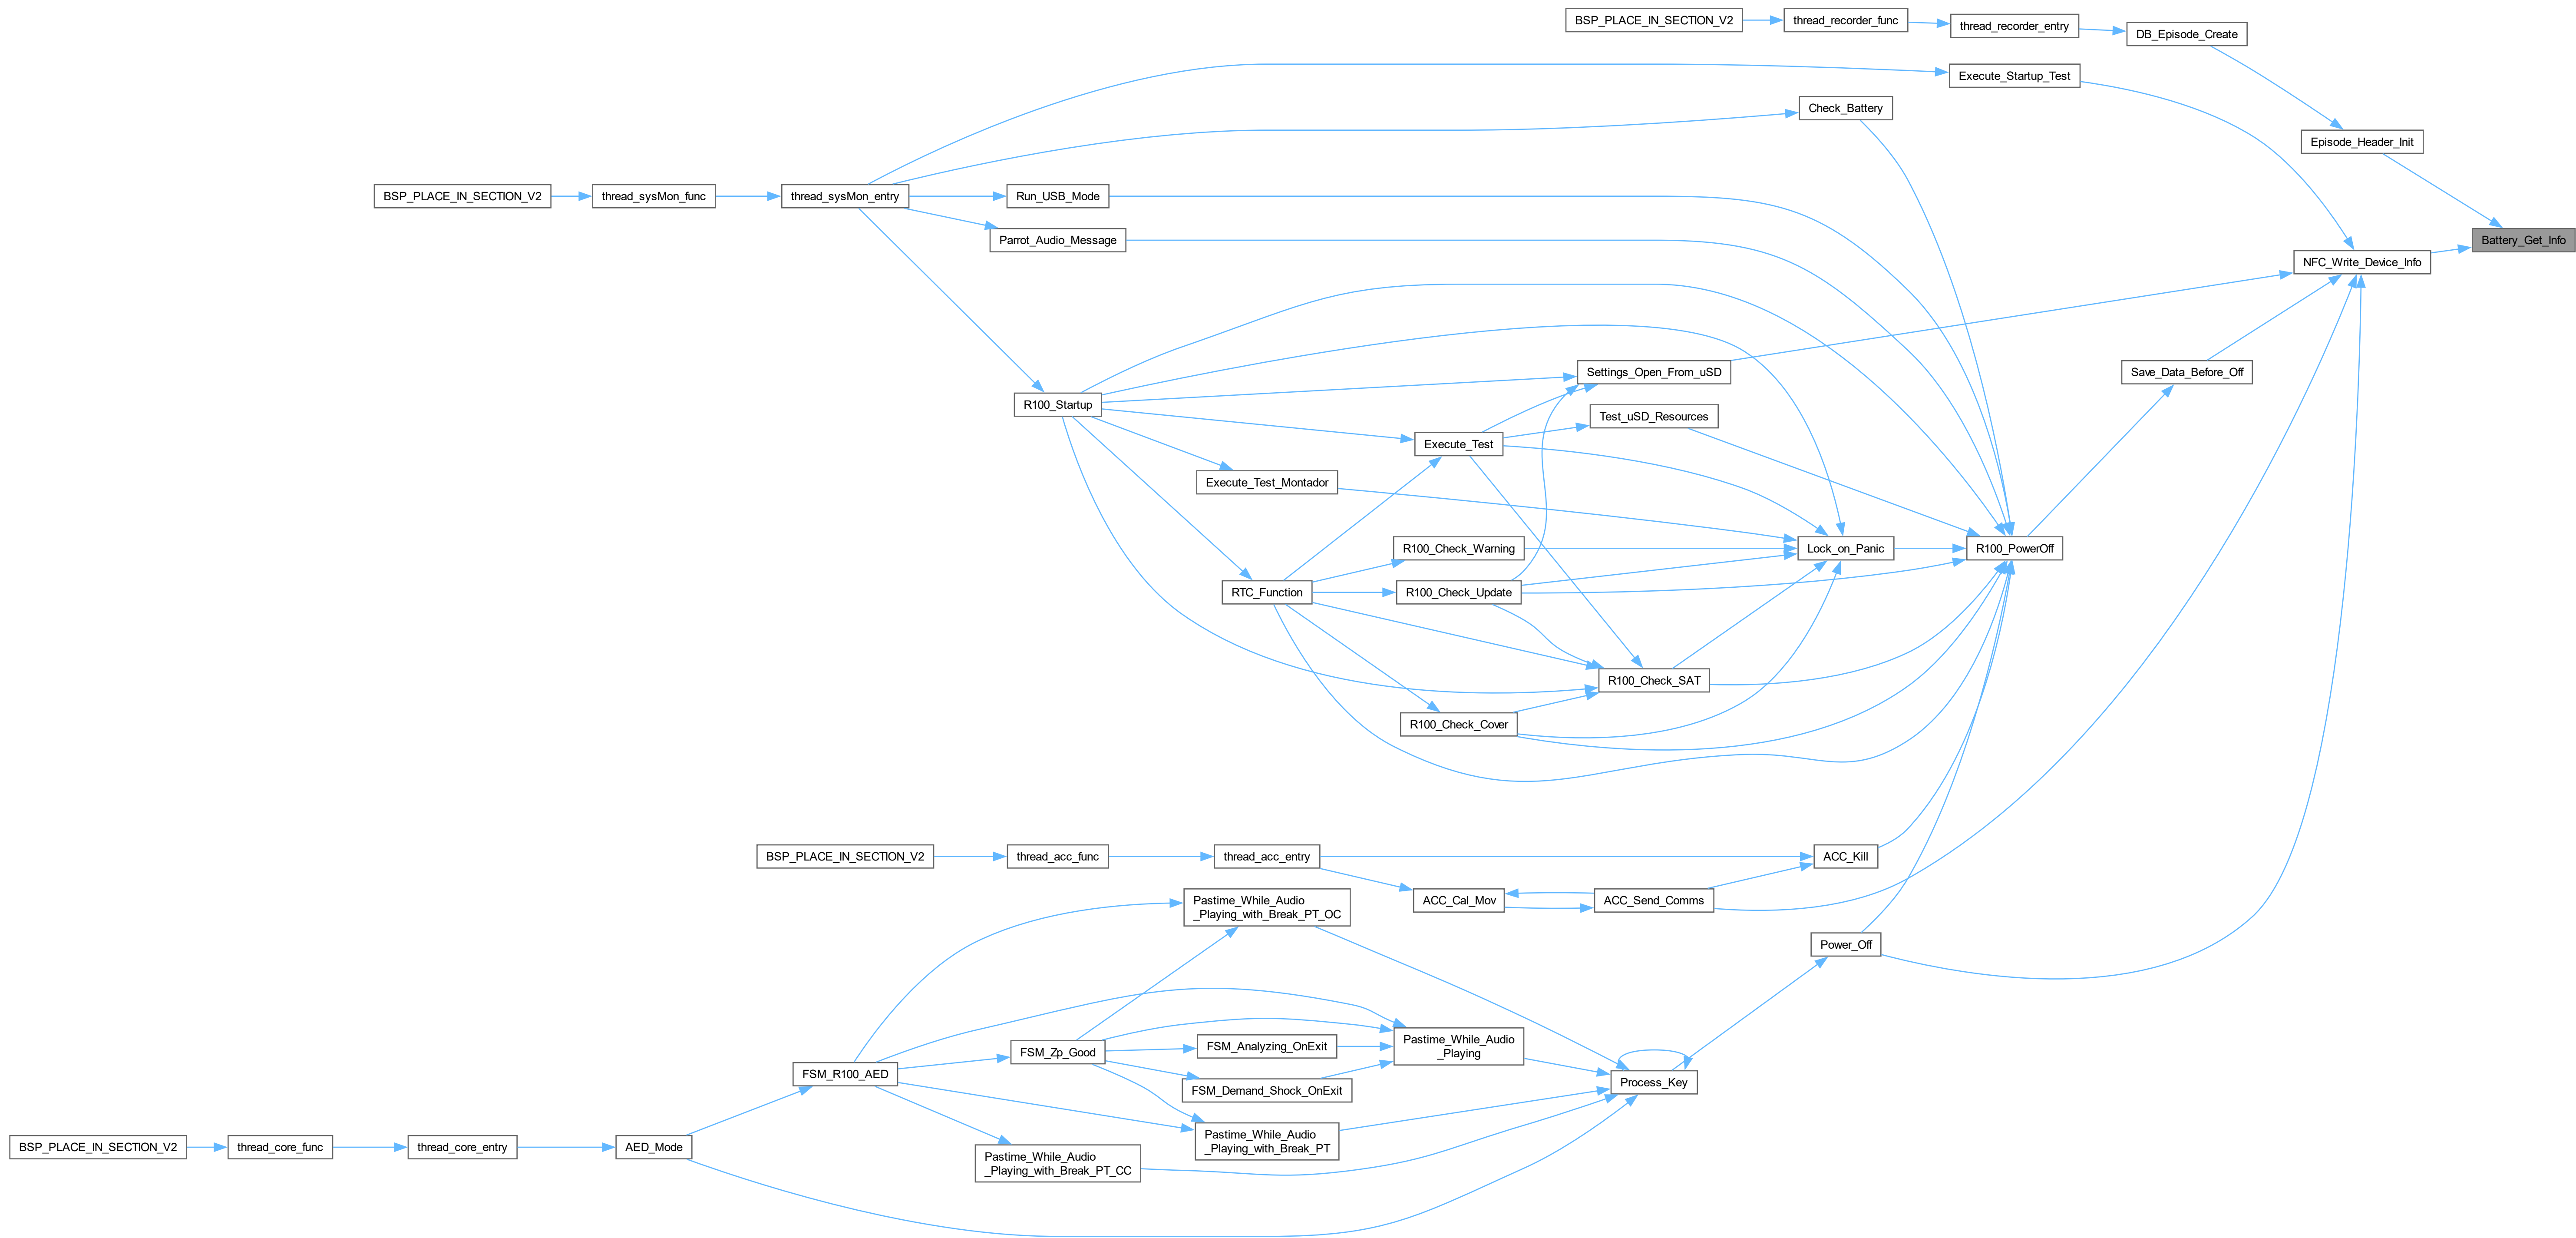 BSP_PLACE_IN_SECTION_V2
thread_recorder_func
thread_recorder_entry
DB_Episode_Create
Execute_Startup_Test
Check_Battery
Episode_Header_Init
BSP_PLACE_IN_SECTION_V2
thread_sysMon_func
thread_sysMon_entry
Run_USB_Mode
Parrot_Audio_Message
Battery_Get_Info
NFC_Write_Device_Info
Settings_Open_From_uSD
Save_Data_Before_Off
R100_Startup
Test_uSD_Resources
Execute_Test
Execute_Test_Montador
R100_Check_Warning
Lock_on_Panic
R100_PowerOff
RTC_Function
R100_Check_Update
R100_Check_SAT
R100_Check_Cover
BSP_PLACE_IN_SECTION_V2
thread_acc_func
thread_acc_entry
ACC_Kill
ACC_Cal_Mov
ACC_Send_Comms
Pastime_While_Audio
_Playing_with_Break_PT_OC
Power_Off
FSM_Zp_Good
FSM_Analyzing_OnExit
Pastime_While_Audio
_Playing
FSM_R100_AED
FSM_Demand_Shock_OnExit
Process_Key
Pastime_While_Audio
_Playing_with_Break_PT
BSP_PLACE_IN_SECTION_V2
thread_core_func
thread_core_entry
AED_Mode
Pastime_While_Audio
_Playing_with_Break_PT_CC